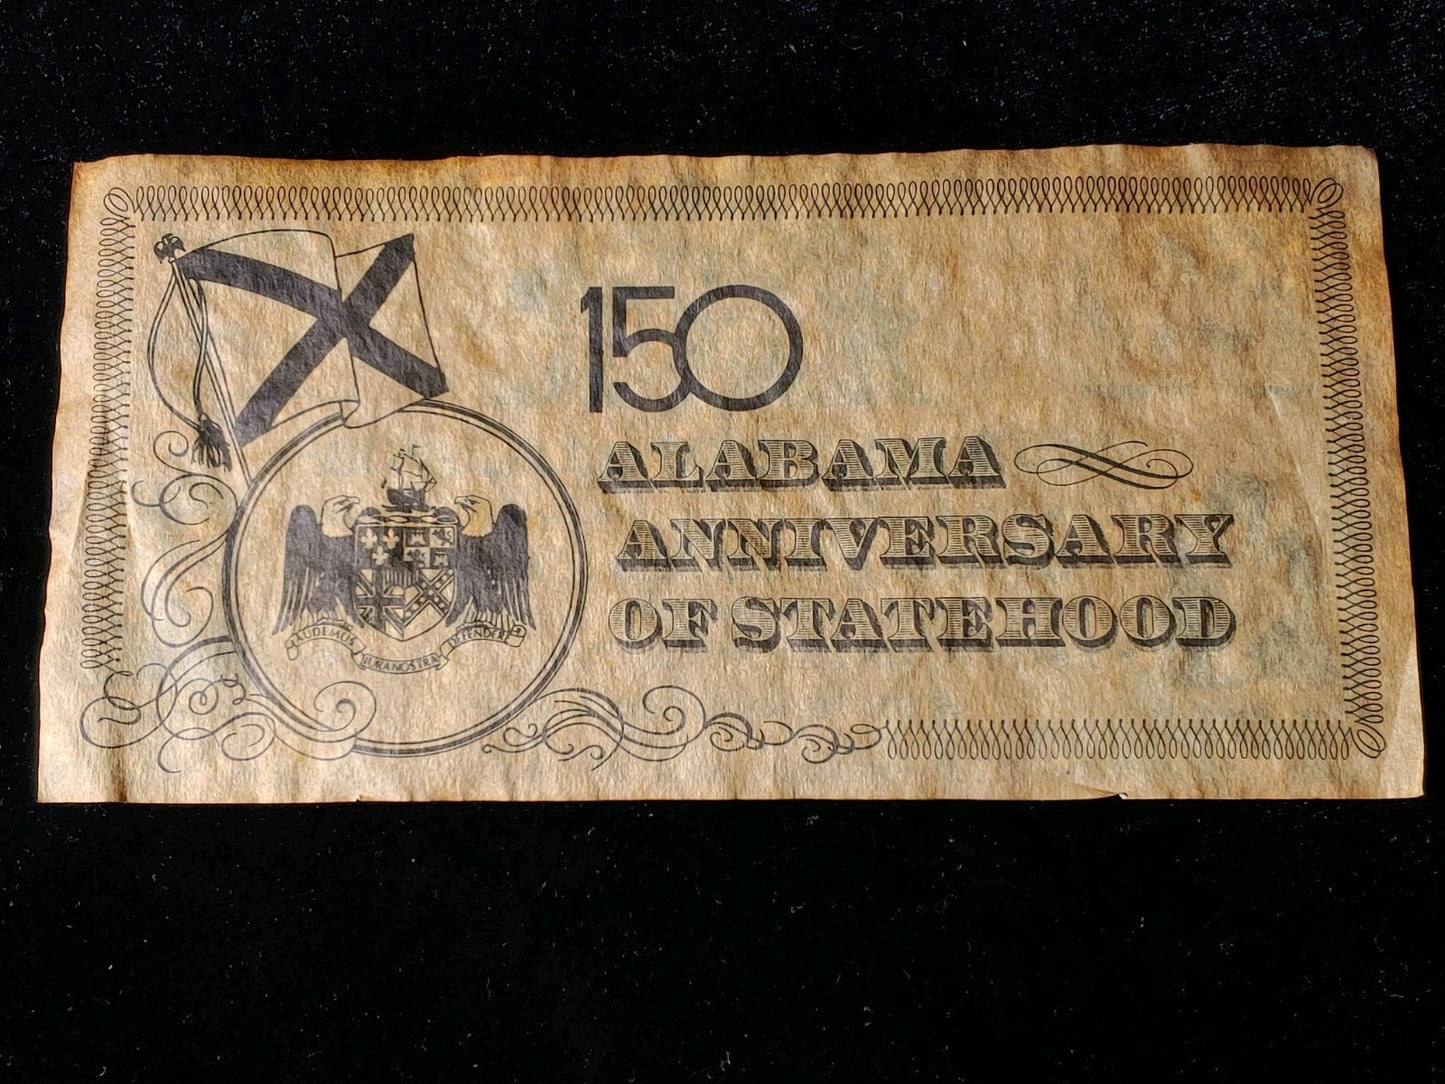 150
ALABAMA
ANNIVERSARY
OF STATEHOOD
AUDEMUS
JURA NOSTRA
DEFENDERE